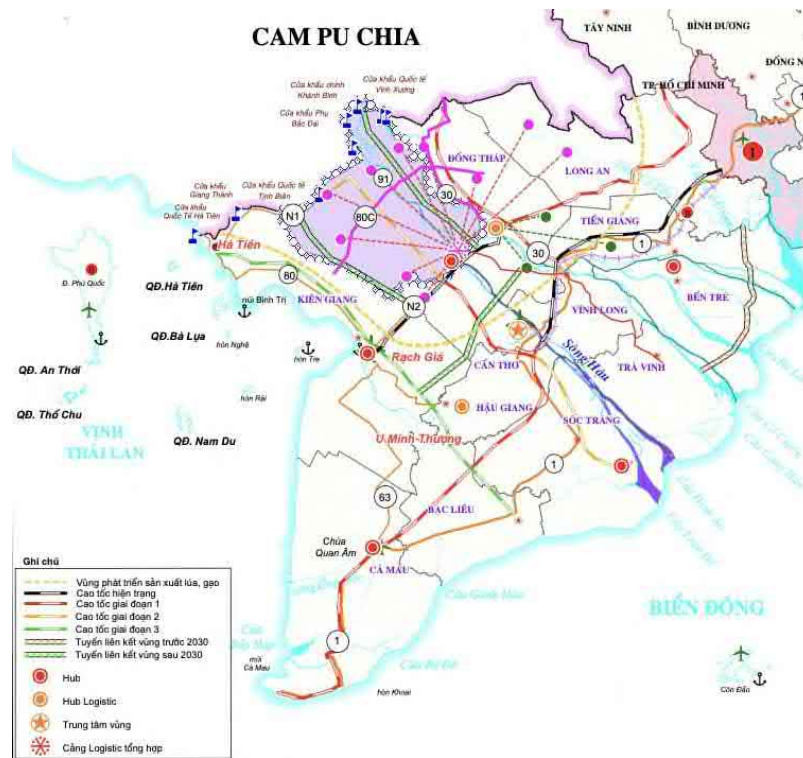 CAM PU CHIA
TÂY NINH
BÌNH DƯƠNG
ĐỒNG N
TP. HỒ CHÍ MINH
1
Cửa khẩu chính
Khánh Bình
Cửa khẩu Quốc tế
Vĩnh Xương
Cửa khẩu Phụ
Bắc Đai
ĐỒNG THÁP
LONG AN
91
30
Cửa khẩu
Giang Thành
Cửa khẩu Quốc tế
Tịnh Biên
Cửa khẩu
Quốc Tế Hà Tiên
N1
80C
TIỀN GIANG
30
1
Hà Tiên
Đ. Phú Quốc
QĐ.Hà Tiên
80
núi Bình Trị
KIÊN GIANG
N2
VĨNH LONG
BẾN TRE
QĐ.Bà Lụa
hòn Nghệ
hòn Tre
Rạch Giá
CẦN THƠ
Sông Hậu
TRÀ VINH
QĐ. An Thới
hòn Rái
HẬU GIANG
QĐ. Thổ Chu
VỊNH
THÁI LAN
QĐ. Nam Du
U Minh Thượng
SÓC TRĂNG
63
1
BẠC LIÊU
Chùa
Quan Âm
CÀ MAU
BIỂN ĐÔNG
1
mũi
Cà Mau
hòn Khoai
Côn Đảo
Ghi chú
Vùng phát triển sản xuất lúa, gạo
Cao tốc hiện trạng
Cao tốc giai đoạn 1
Cao tốc giai đoạn 2
Cao tốc giai đoạn 3
Tuyến liên kết vùng trước 2030
Tuyến liên kết vùng sau 2030
Hub
Hub Logistic
Trung tâm vùng
Cảng Logistic tổng hợp